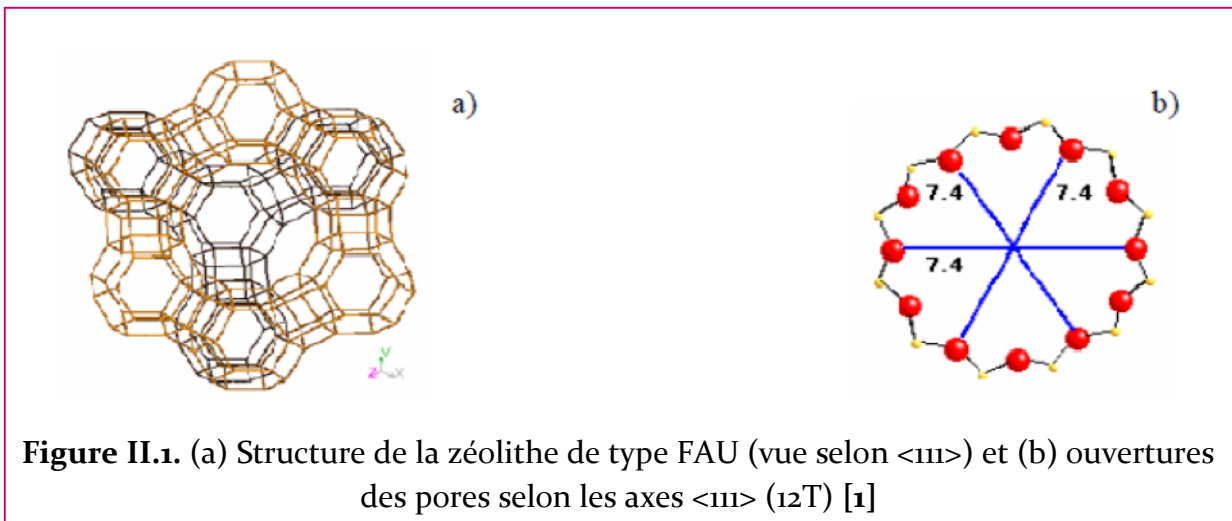 a)
b)
7.4 7.4
7.4
Y
Z X
Figure II.1. (a) Structure de la zéolithe de type FAU (vue selon <111>) et (b) ouvertures
des pores selon les axes <111> (12T) [1]